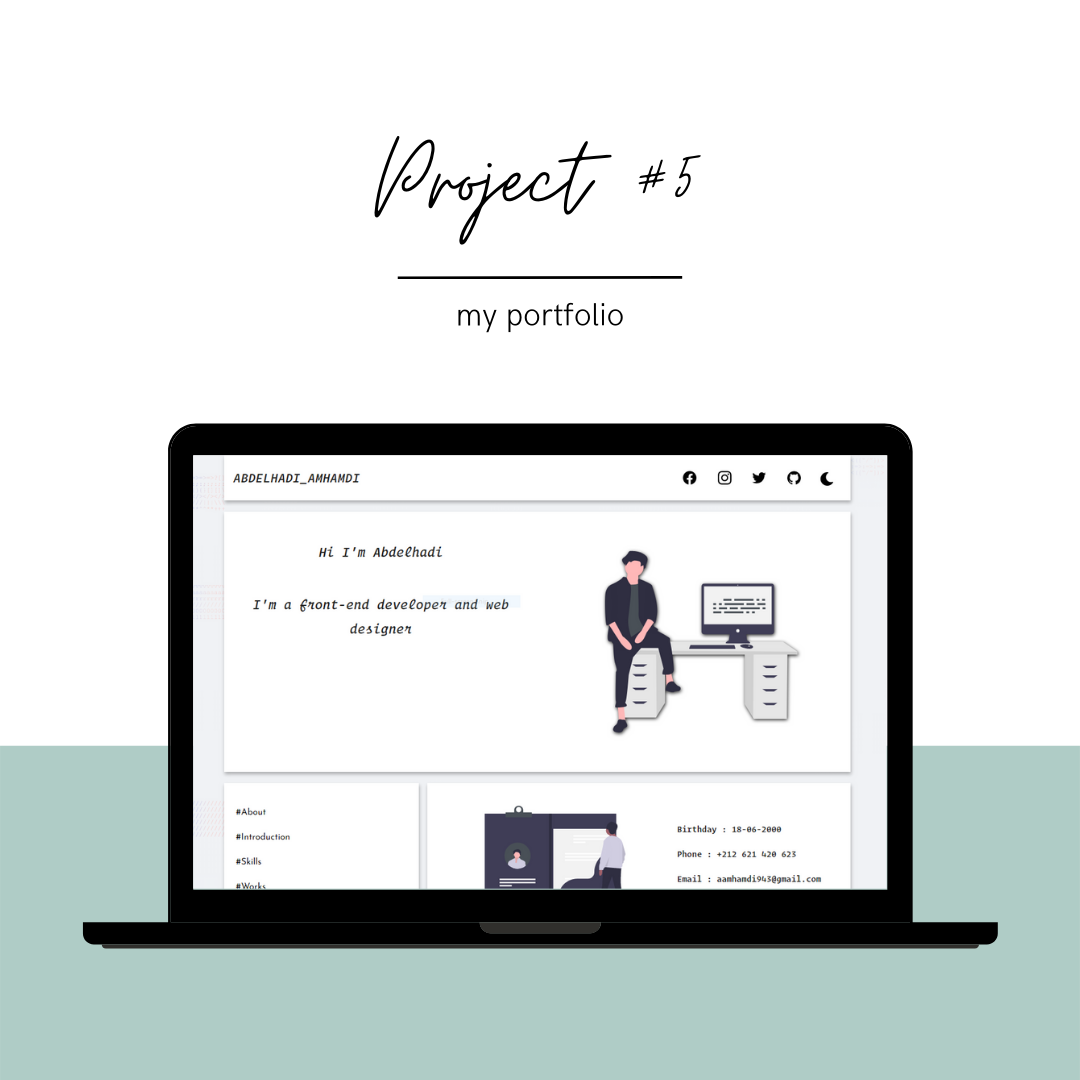 Project #5
my portfolio
ABDELHADI_AMHAMDI
Hi I'm Abdelhadi
I'm a front-end developer and web
designer
#About
#Introduction
#Skills
#Works
Birthday : 18-06-2000
Phone : +212 621 420 623
Email : aamhamdi943@gmail.com